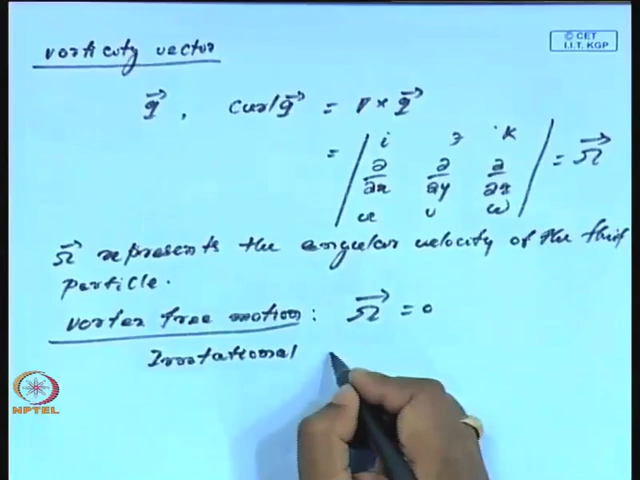 vorticity vector
© CET
I.I.T. KGP
q⃗, curl q⃗ = ∇ × q⃗
= | i j k |
| ∂/∂x ∂/∂y ∂/∂z | = Ω⃗
| u v w |
Ω⃗ represents the angular velocity of the fluid
particle.
vortex free motion : Ω⃗ = 0
Irrotational
NPTEL